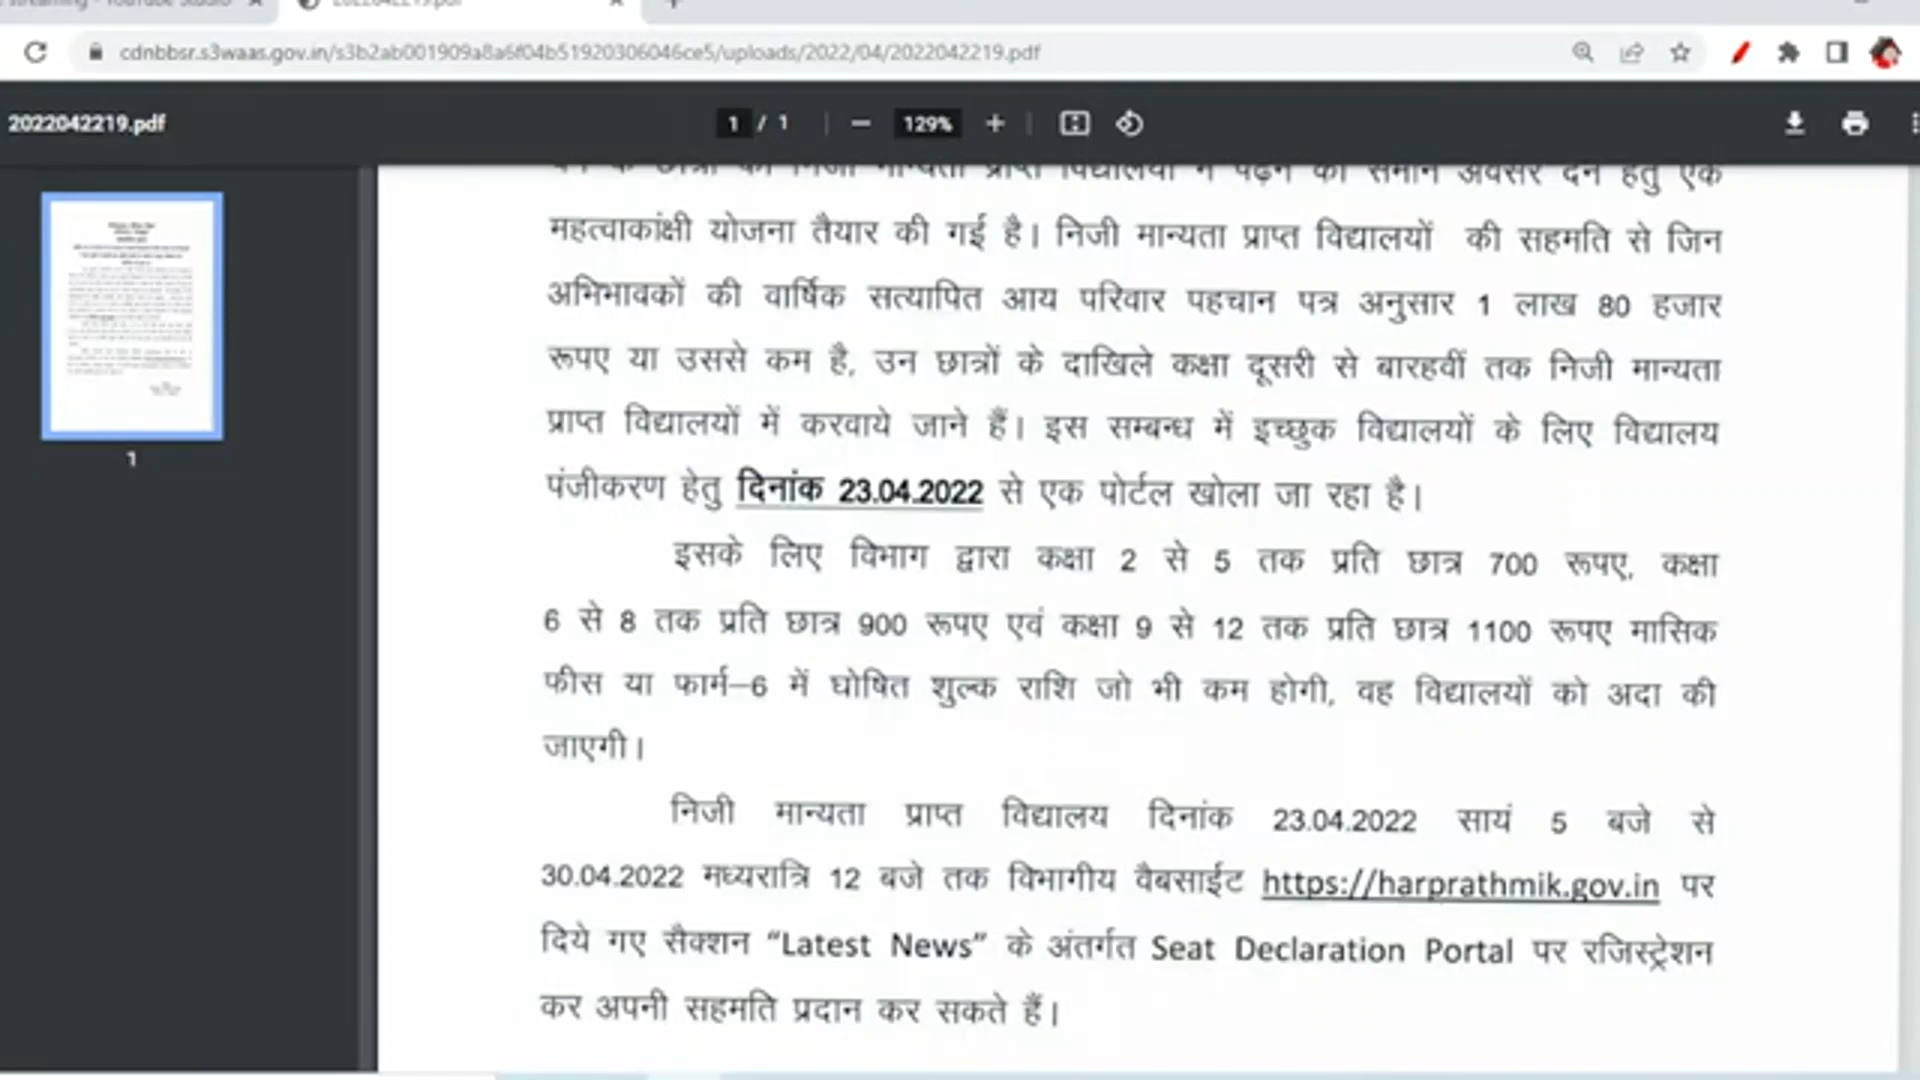 cdnbbsr.s3waas.gov.in/s3b2ab001909a8a6f04b51920306046ce5/uploads/2022/04/2022042219.pdf
2022042219.pdf
1 / 1
129%
1
महत्वाकांक्षी योजना तैयार की गई है। निजी मान्यता प्राप्त विद्यालयों की सहमति से जिन
अभिभावकों की वार्षिक सत्यापित आय परिवार पहचान पत्र अनुसार 1 लाख 80 हजार
रूपए या उससे कम है, उन छात्रों के दाखिले कक्षा दूसरी से बारहवीं तक निजी मान्यता
प्राप्त विद्यालयों में करवाये जाने हैं। इस सम्बन्ध में इच्छुक विद्यालयों के लिए विद्यालय
पंजीकरण हेतु दिनांक 23.04.2022 से एक पोर्टल खोला जा रहा है।
इसके लिए विभाग द्वारा कक्षा 2 से 5 तक प्रति छात्र 700 रूपए, कक्षा
6 से 8 तक प्रति छात्र 900 रूपए एवं कक्षा 9 से 12 तक प्रति छात्र 1100 रूपए मासिक
फीस या फार्म–6 में घोषित शुल्क राशि जो भी कम होगी, वह विद्यालयों को अदा की
जाएगी।
निजी मान्यता प्राप्त विद्यालय दिनांक 23.04.2022 सायं 5 बजे से
30.04.2022 मध्यरात्रि 12 बजे तक विभागीय वैबसाईट https://harprathmik.gov.in पर
दिये गए सैक्शन “Latest News” के अंतर्गत Seat Declaration Portal पर रजिस्ट्रेशन
कर अपनी सहमति प्रदान कर सकते हैं।